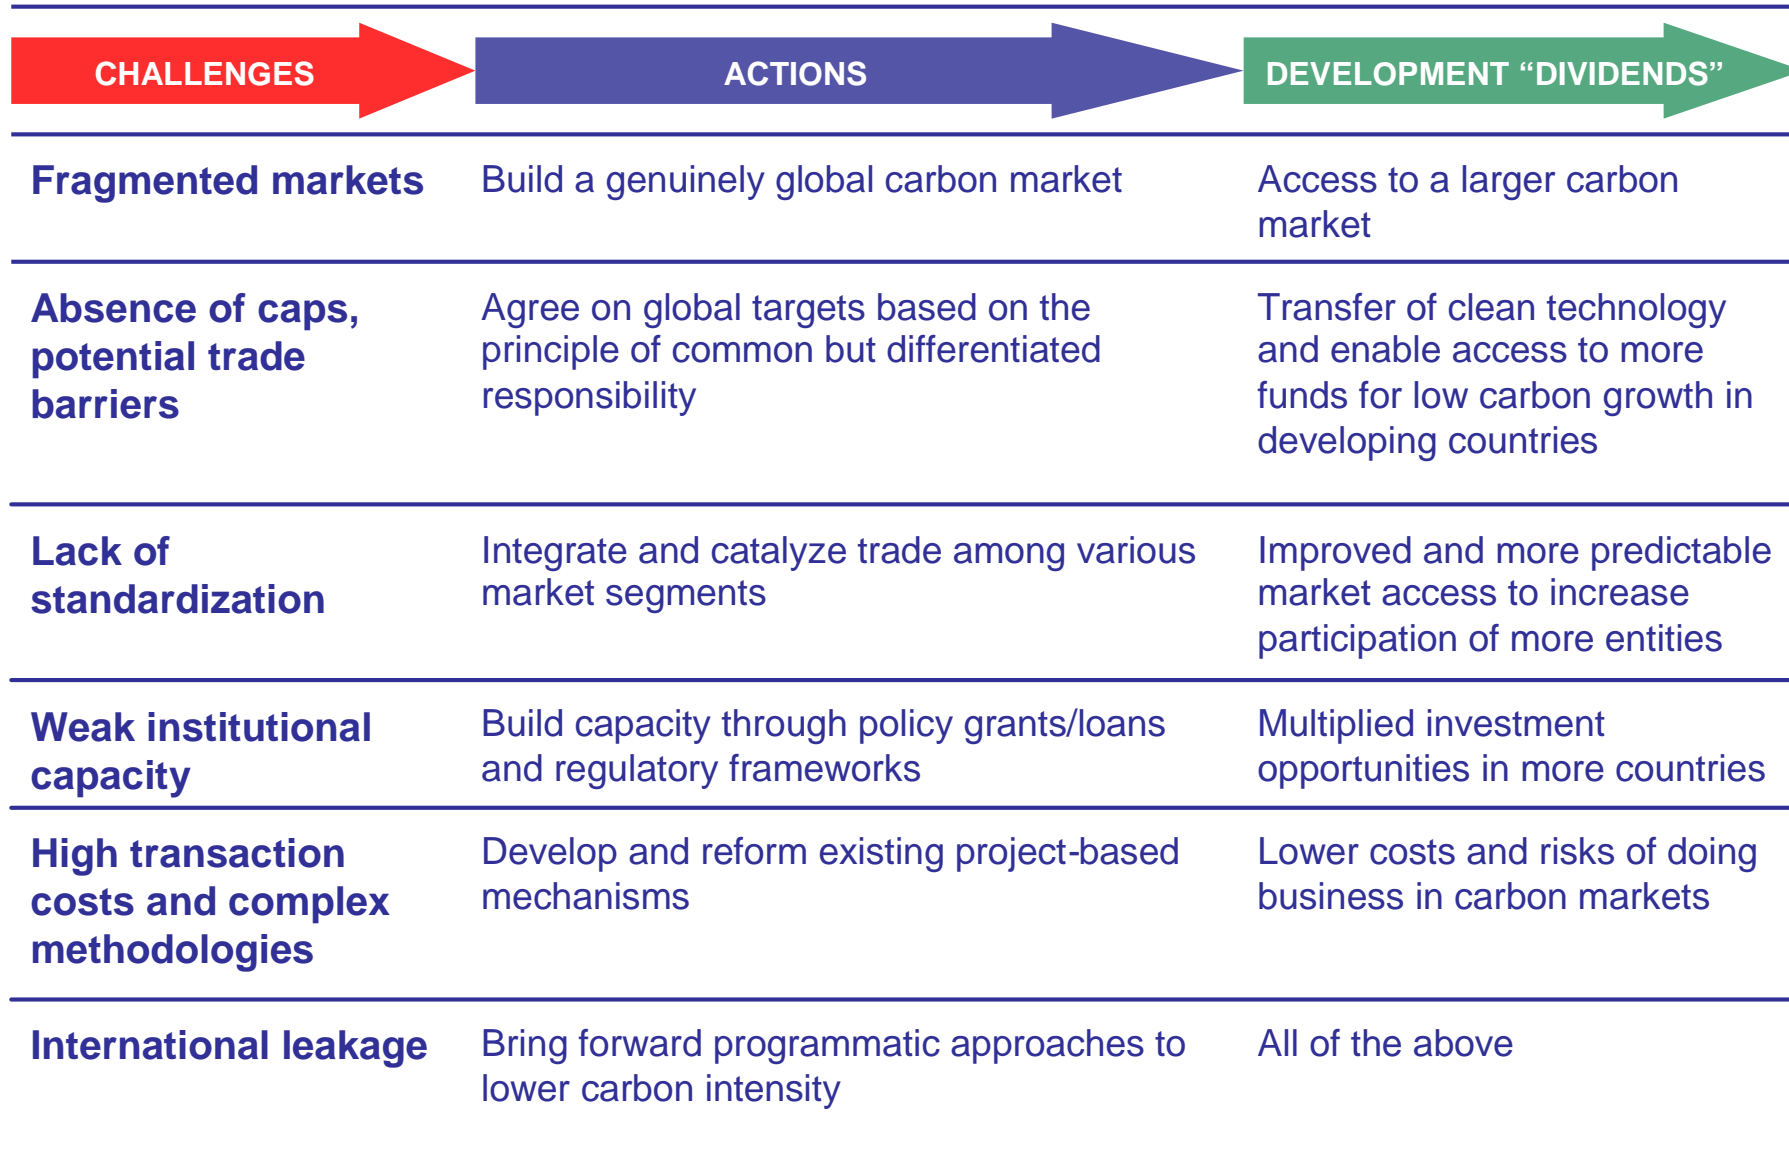 CHALLENGES
ACTIONS
DEVELOPMENT “DIVIDENDS”
Fragmented markets
Build a genuinely global carbon market
Access to a larger carbon
market
Absence of caps,
potential trade
barriers
Agree on global targets based on the
principle of common but differentiated
responsibility
Transfer of clean technology
and enable access to more
funds for low carbon growth in
developing countries
Lack of
standardization
Integrate and catalyze trade among various
market segments
Improved and more predictable
market access to increase
participation of more entities
Weak institutional
capacity
Build capacity through policy grants/loans
and regulatory frameworks
Multiplied investment
opportunities in more countries
High transaction
costs and complex
methodologies
Develop and reform existing project-based
mechanisms
Lower costs and risks of doing
business in carbon markets
International leakage
Bring forward programmatic approaches to
lower carbon intensity
All of the above